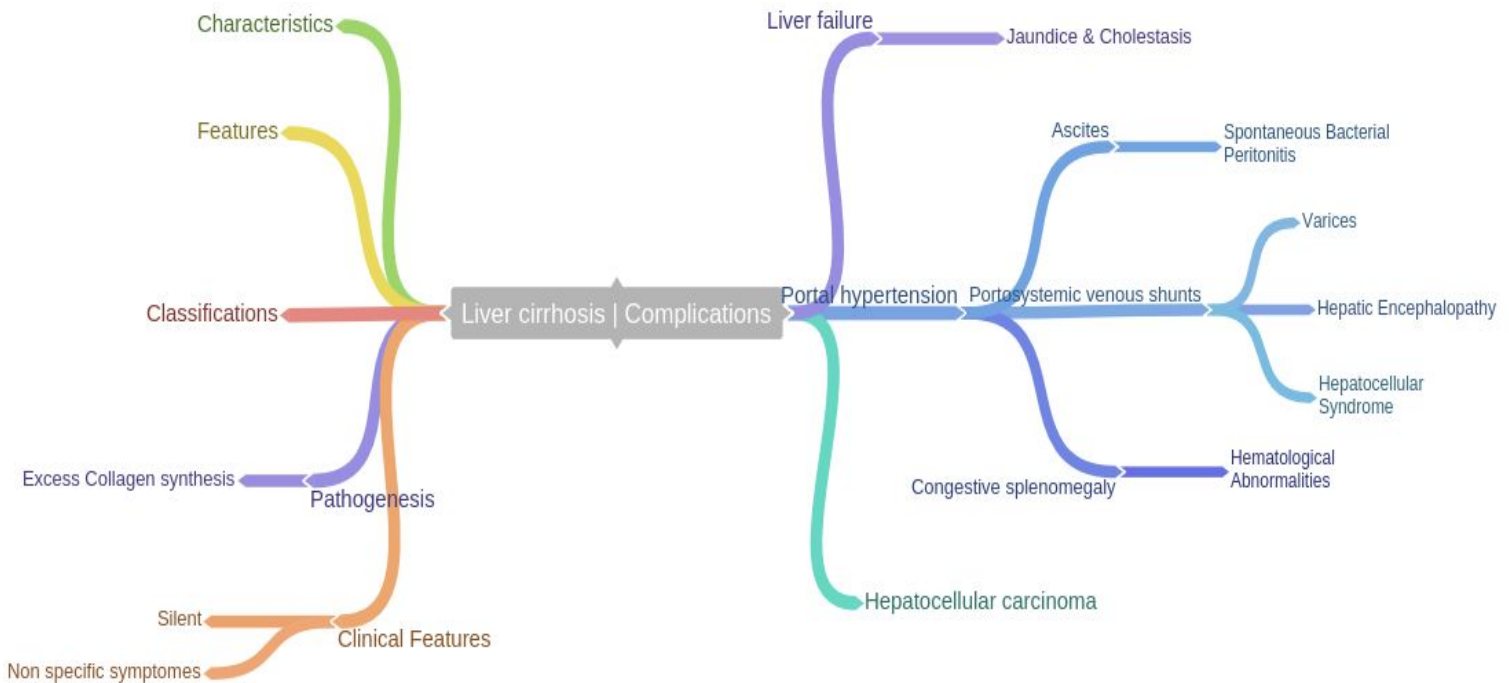 Characteristics
Features
Classifications
Excess Collagen synthesis
Pathogenesis
Silent
Clinical Features
Non specific symptomes
Liver cirrhosis | Complications
Liver failure
Jaundice & Cholestasis
Portal hypertension
Ascites
Spontaneous Bacterial
Peritonitis
Portosystemic venous shunts
Varices
Hepatic Encephalopathy
Hepatocellular
Syndrome
Congestive splenomegaly
Hematological
Abnormalities
Hepatocellular carcinoma